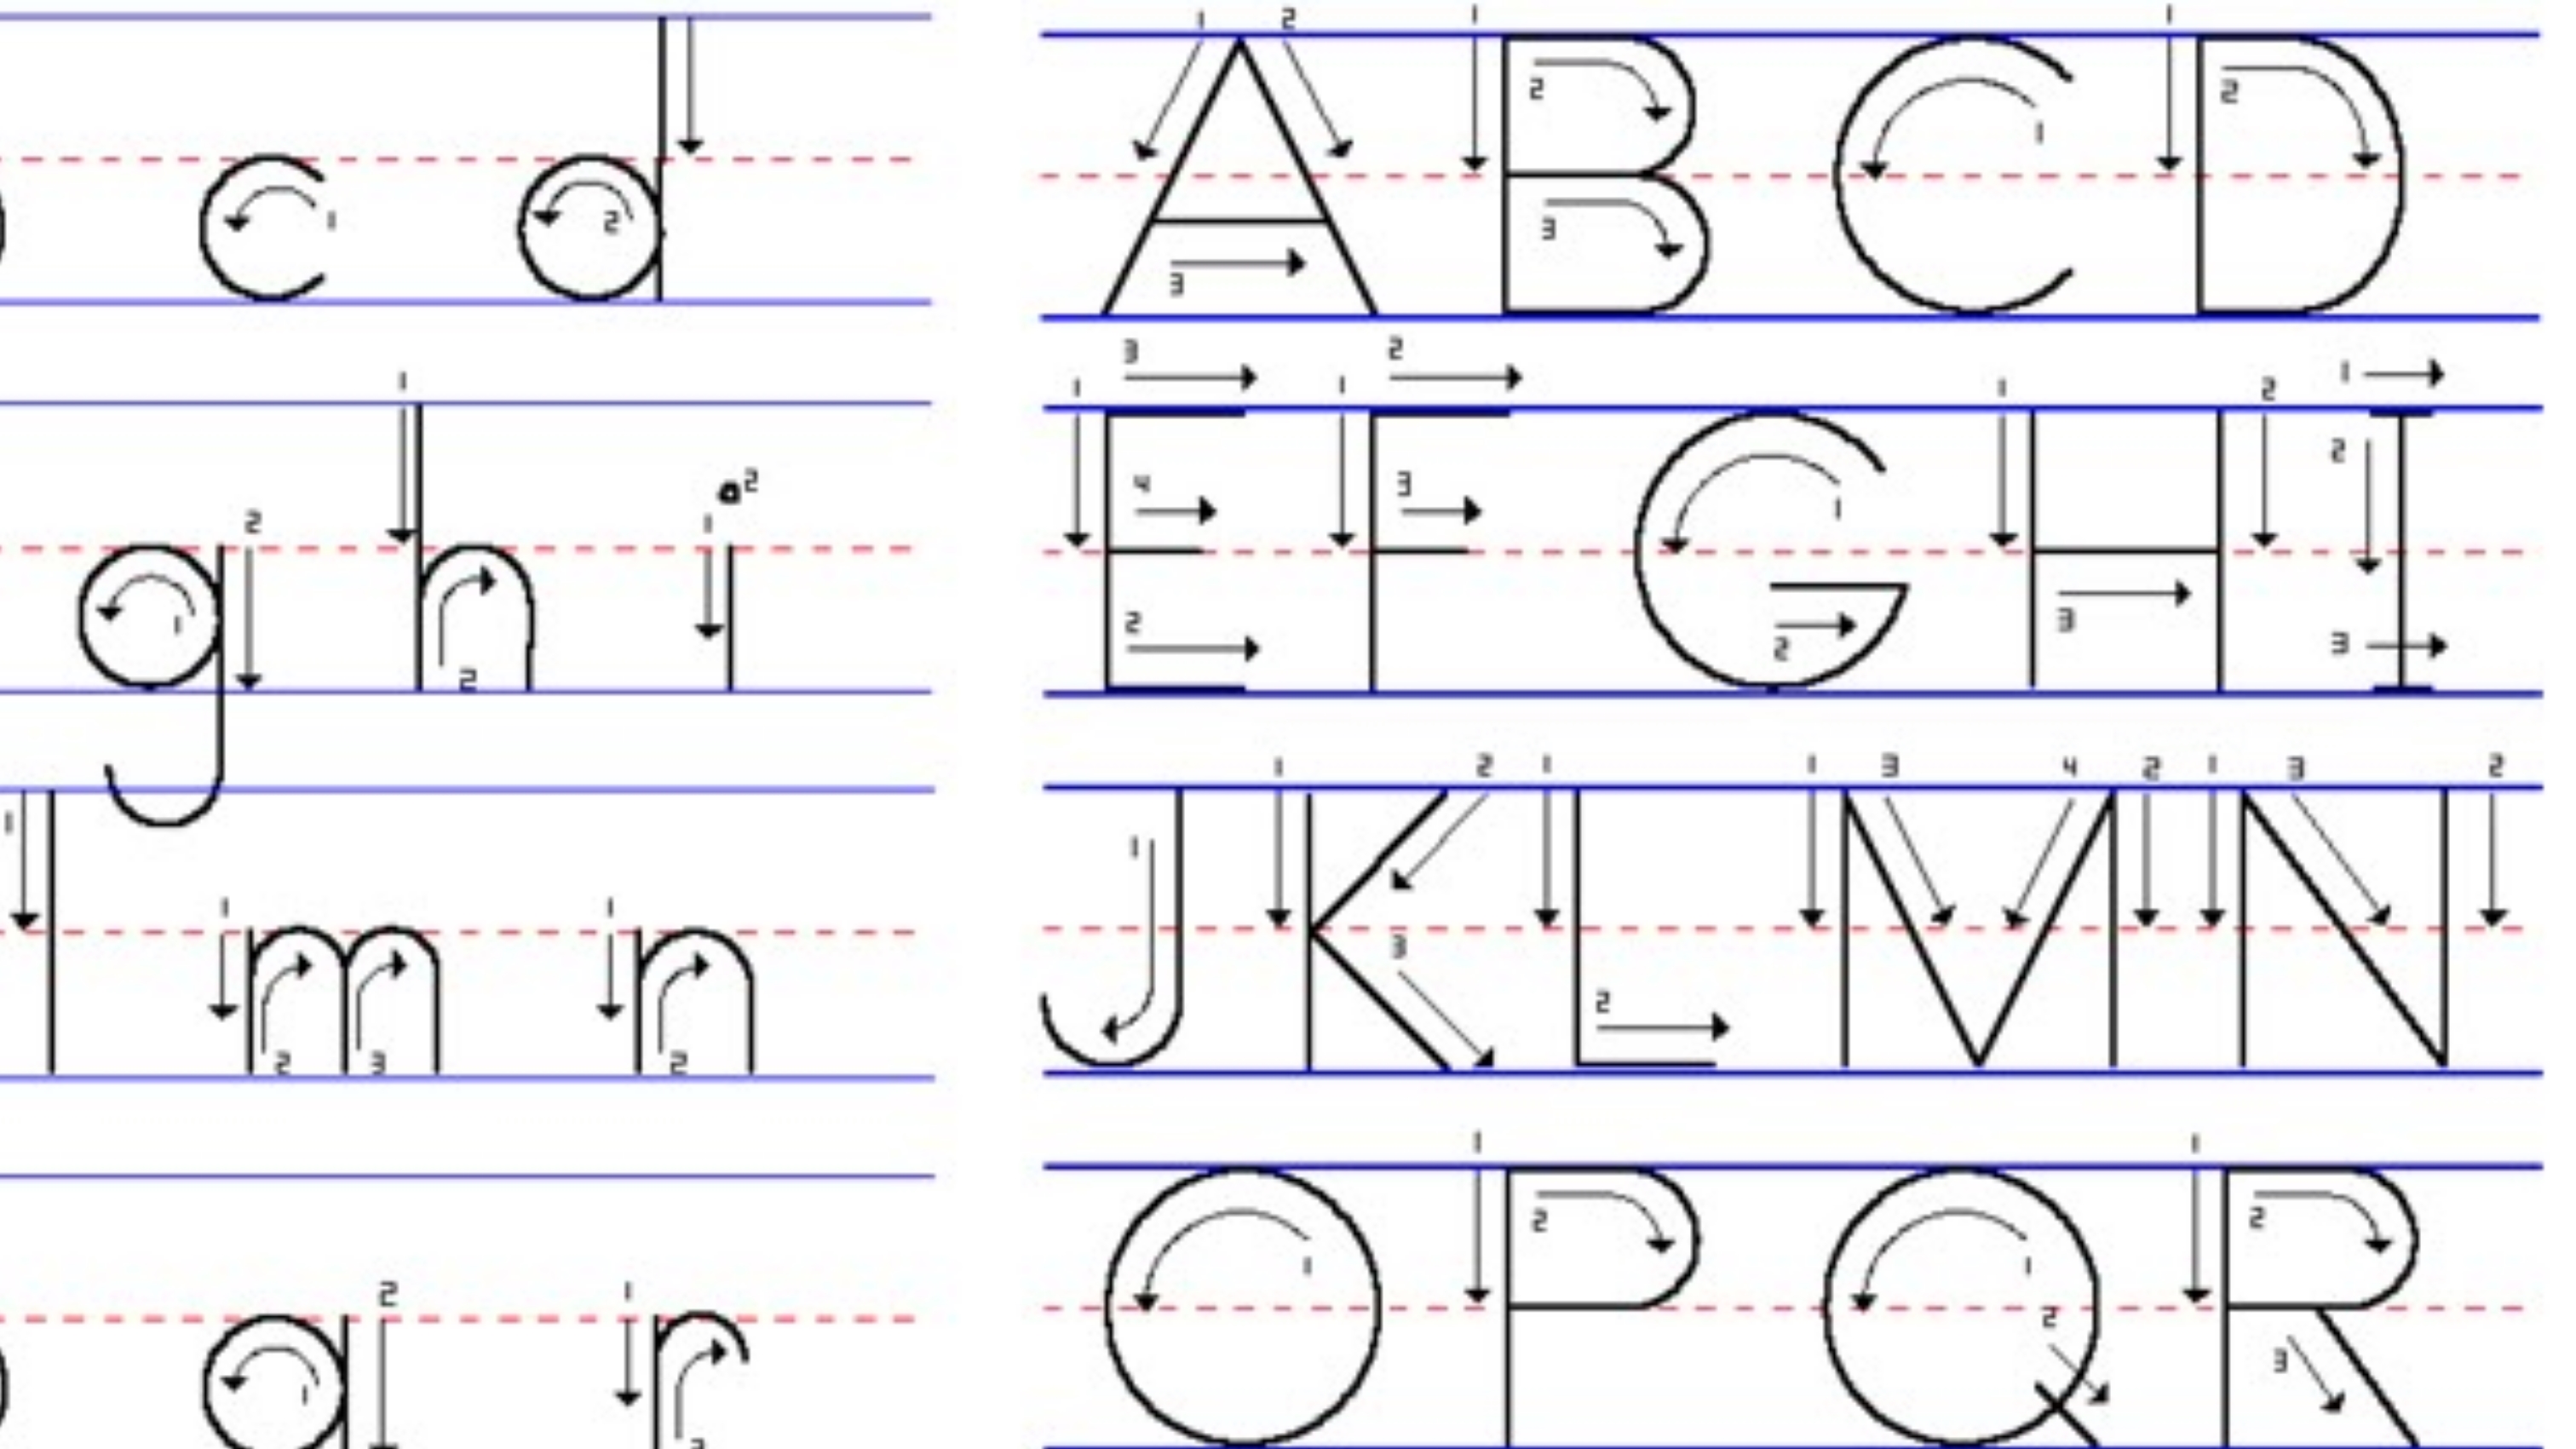 c d
g h i
l m n
q r
A B C D
E F G H I
J K L M N
O P Q R